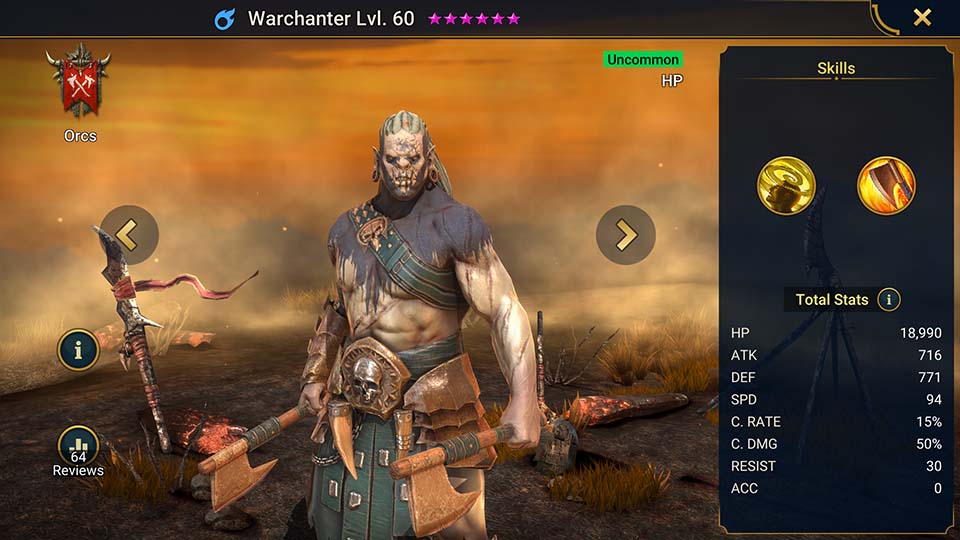 Warchanter Lvl. 60
Orcs
Uncommon
HP
Skills
Total Stats
HP 18,990
ATK 716
DEF 771
SPD 94
C. RATE 15%
C. DMG 50%
RESIST 30
ACC 0
64
Reviews